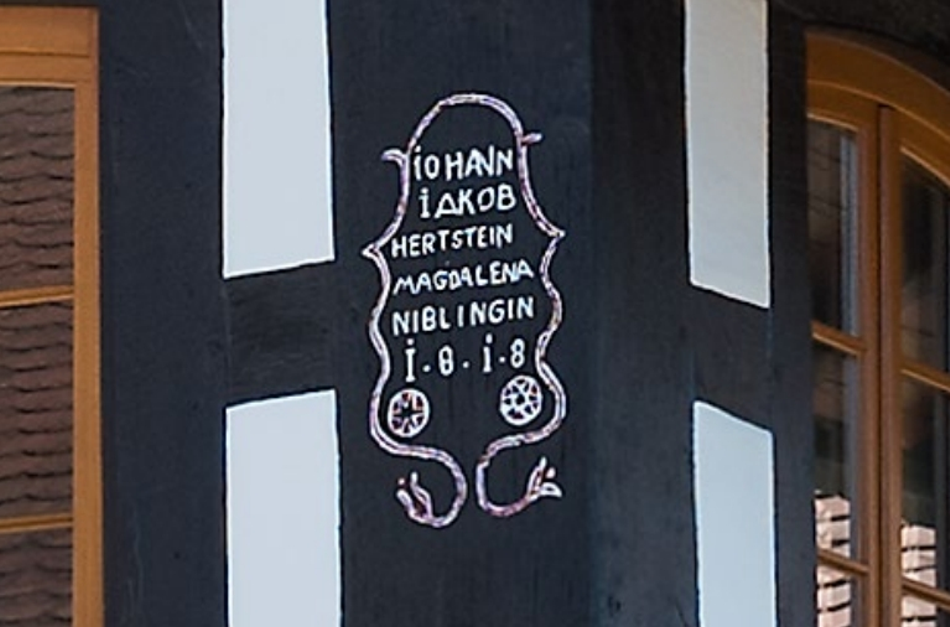 iOHANN
iAKOB
HERTSTEIN
MAGDALENA
NIBLINGIN
i·8·i·8